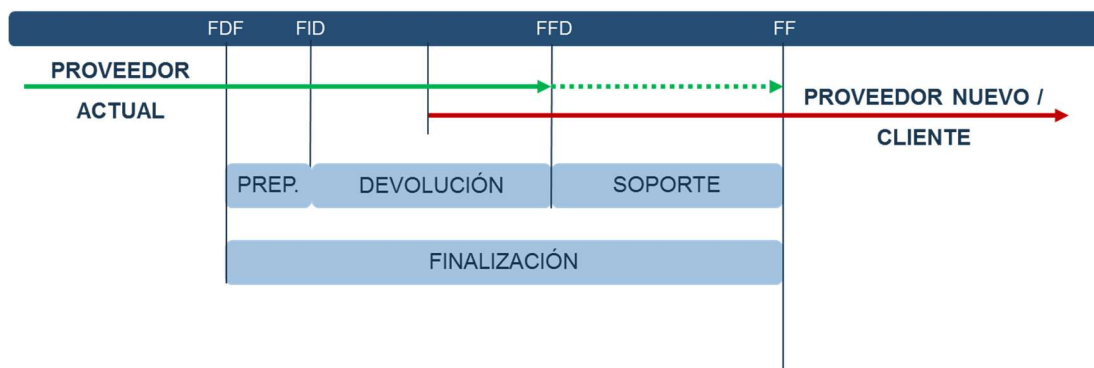 FDF FID FFD FF
PROVEEDOR
ACTUAL
PROVEEDOR NUEVO /
CLIENTE
PREP. DEVOLUCIÓN SOPORTE
FINALIZACIÓN